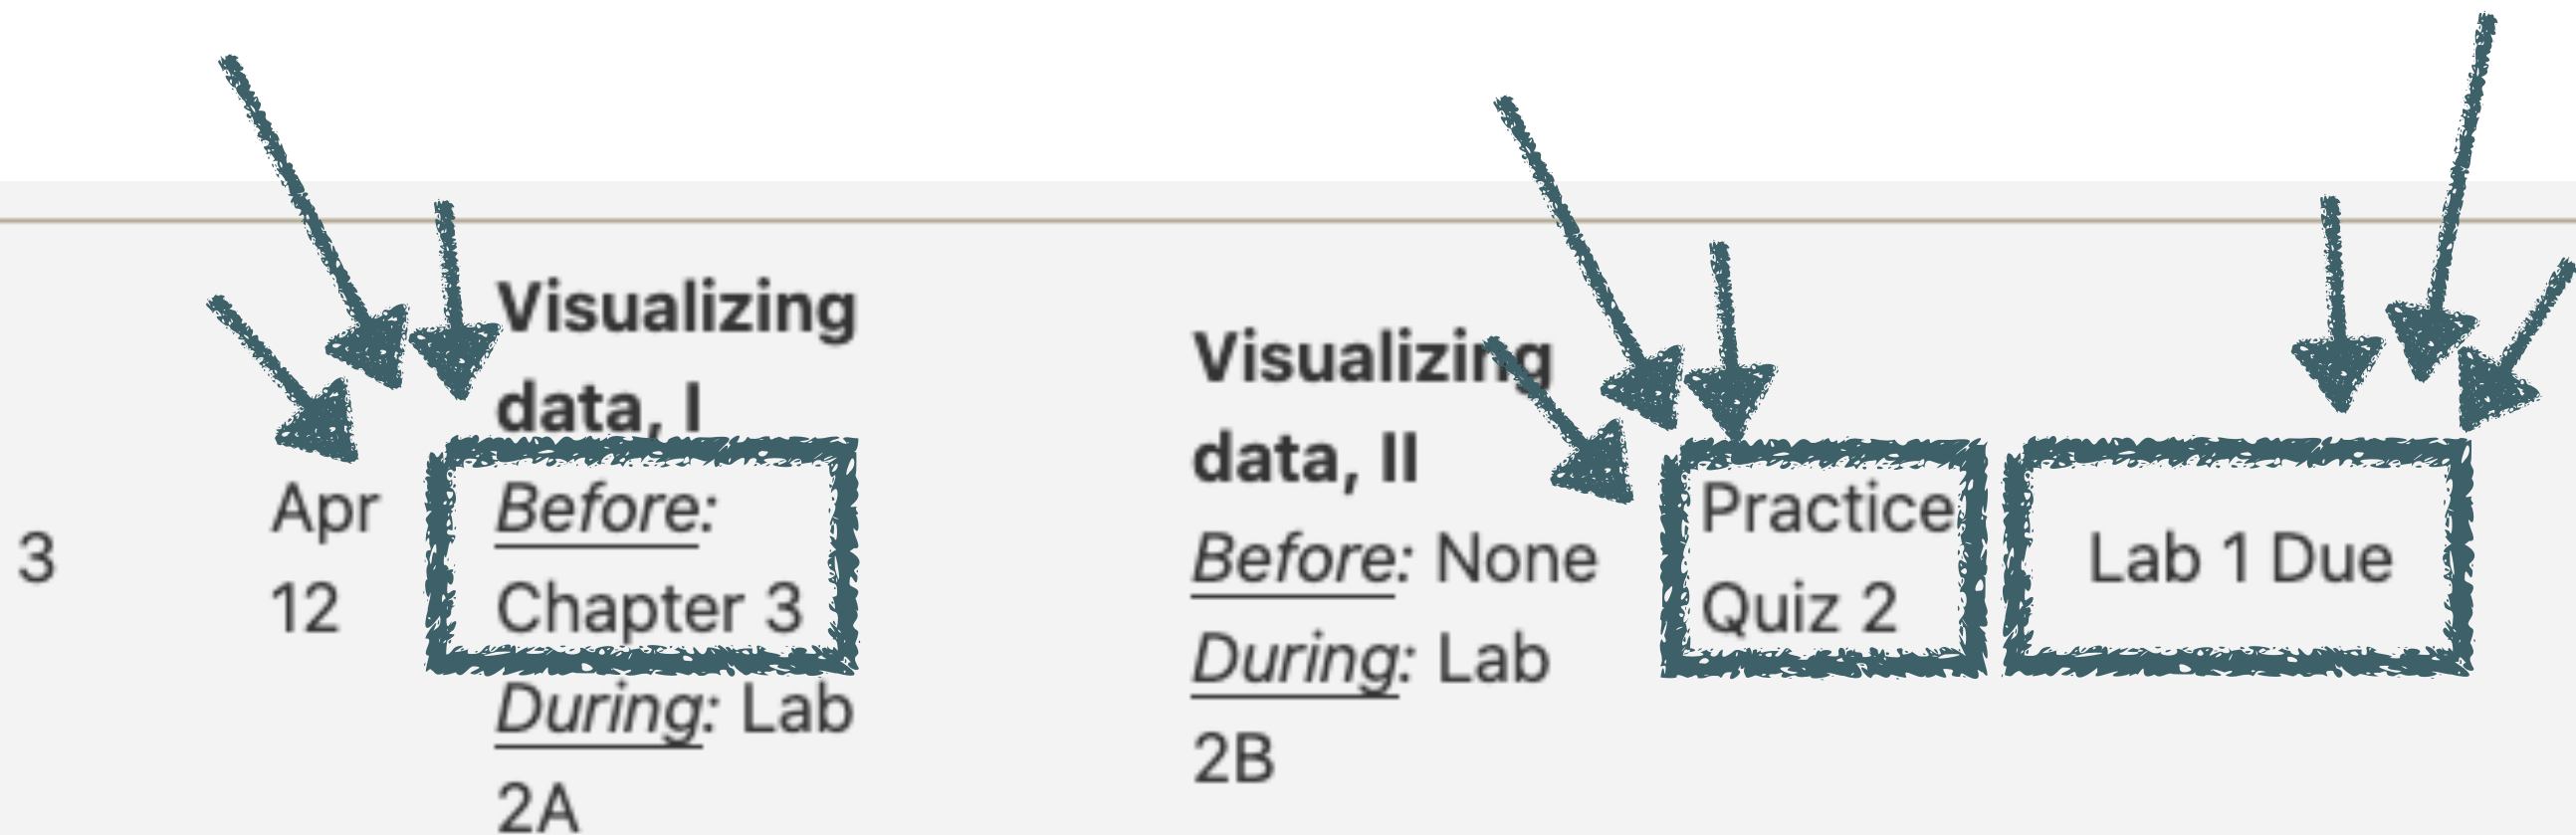 3
Apr
12
Visualizing
data, I
Before:
Chapter 3
During: Lab
2A
Visualizing
data, II
Before: None
During: Lab
2B
Practice
Quiz 2
Lab 1 Due